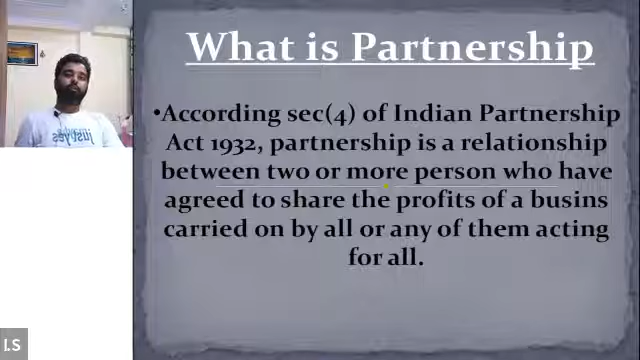 What is Partnership
•According sec(4) of Indian Partnership
Act 1932, partnership is a relationship
between two or more person who have
agreed to share the profits of a busins
carried on by all or any of them acting
for all.
just yes
I.S